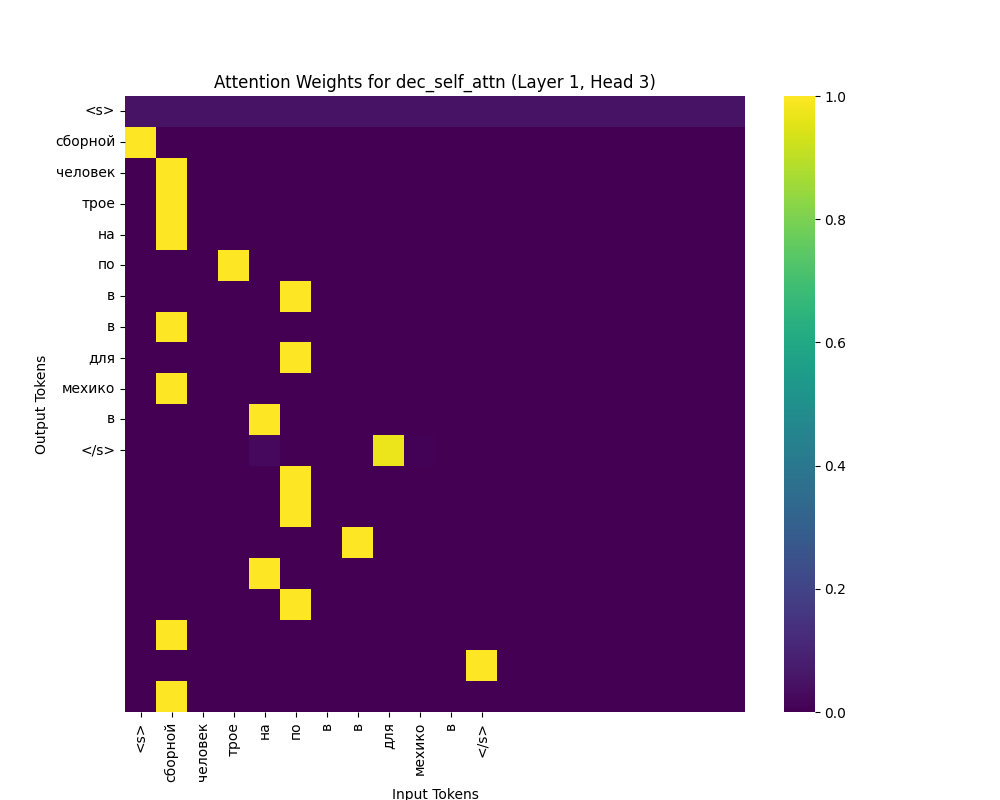 Attention Weights for dec_self_attn (Layer 1, Head 3)
Output Tokens
<s>
сборной
человек
трое
на
по
в
в
для
мехико
в
</s>
<s>
сборной
человек
трое
на
по
в
в
для
мехико
в
</s>
Input Tokens
1.0
0.8
0.6
0.4
0.2
0.0